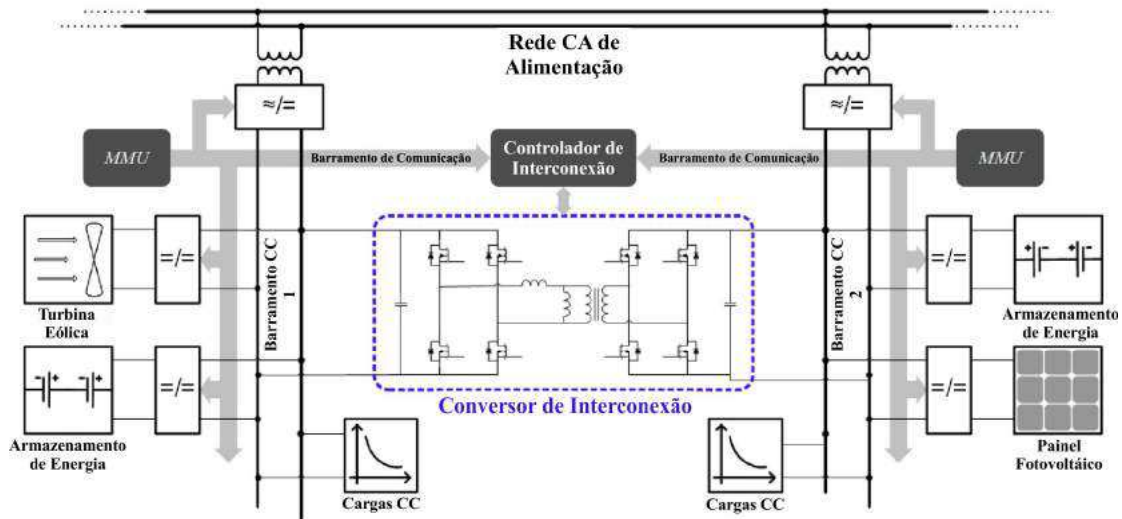 Rede CA de
Alimentação
≈/=
≈/=
MMU
Barramento de Comunicação
Controlador de
Interconexão
Barramento de Comunicação
MMU
=/=
Turbina
Eólica
Barramento CC
1
Barramento CC
2
=/=
Armazenamento
de Energia
=/=
Armazenamento
de Energia
Conversor de Interconexão
=/=
Painel
Fotovoltáico
Cargas CC
Cargas CC